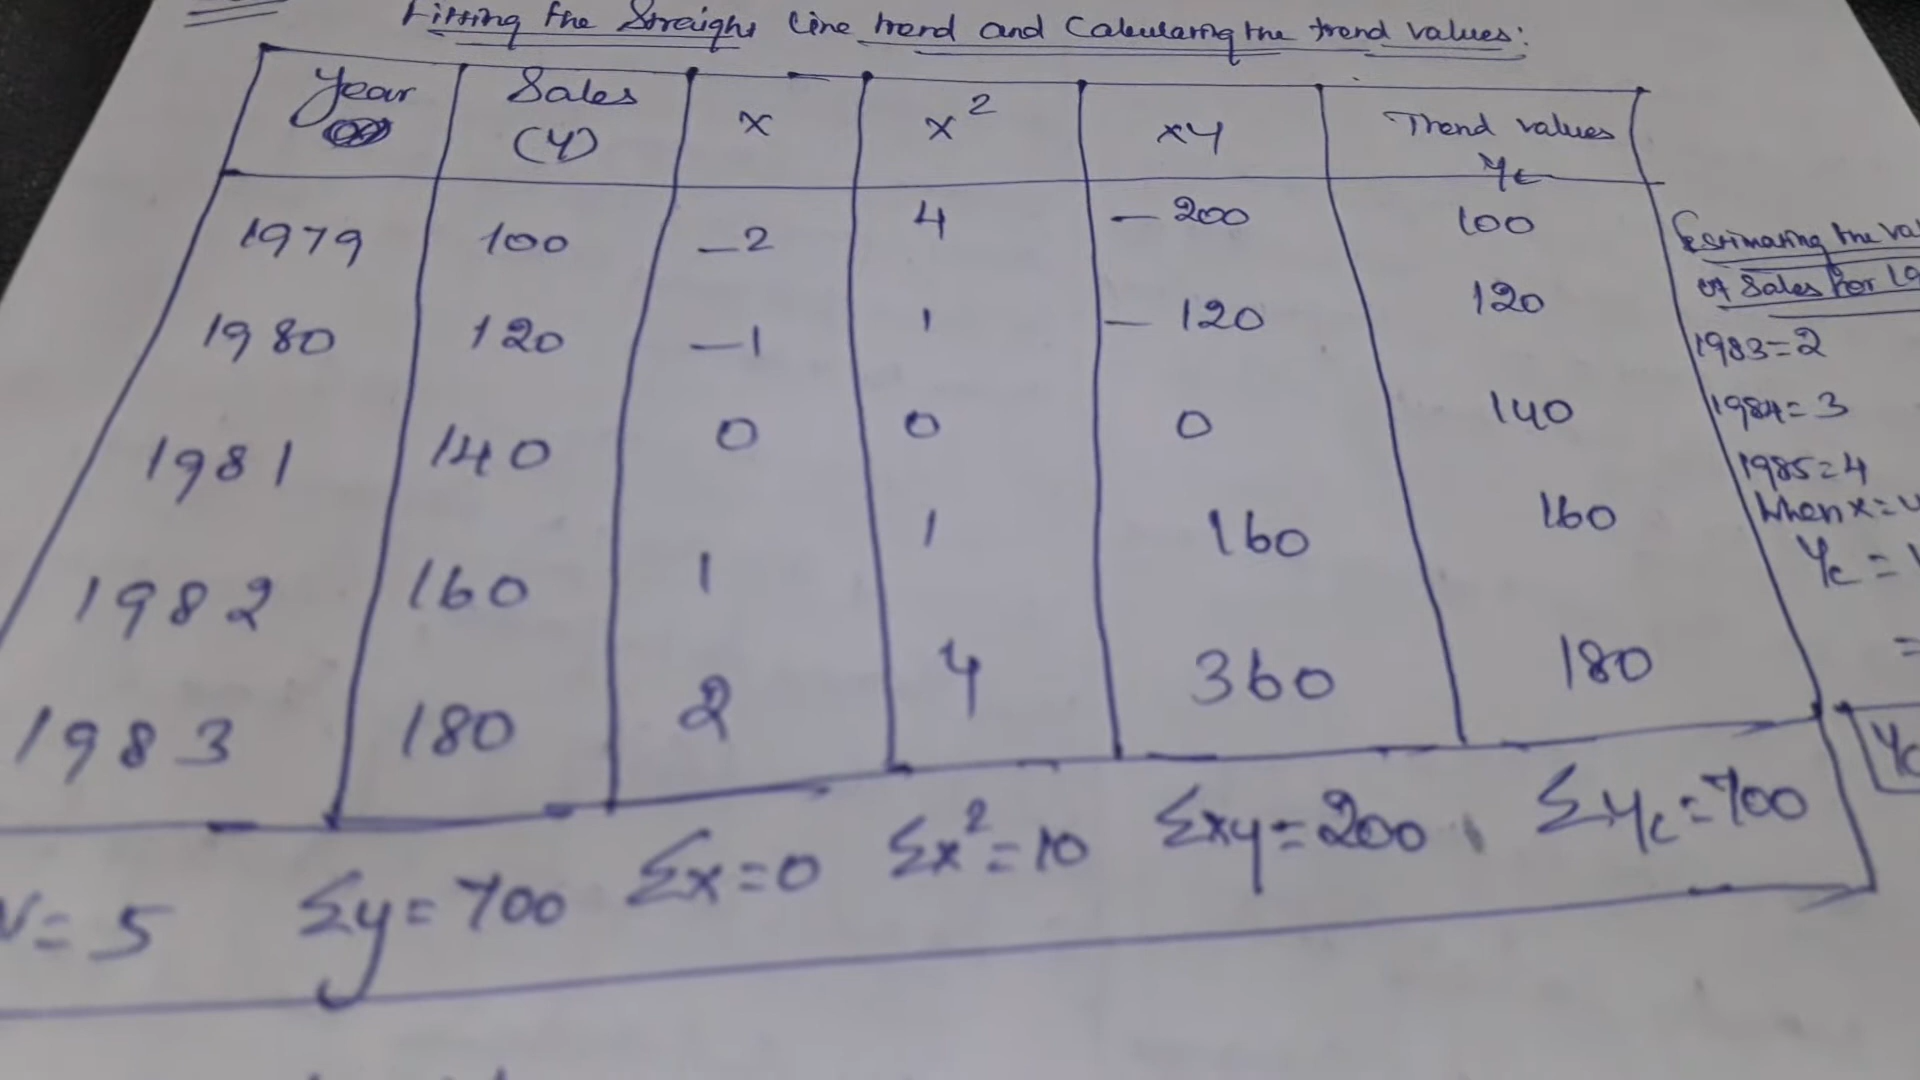 Fitting the Straight line trend and Calculating the trend values:
Year Sales (Y) x x² xy Trend values Yc
1979 100 -2 4 -200 100
1980 120 -1 1 -120 120
1981 140 0 0 0 140
1982 160 1 1 160 160
1983 180 2 4 360 180
N=5 Σy=700 Σx=0 Σx²=10 Σxy=200 Σyc=700
Estimating the
of Sales for
1983=2
1984=3
1985=4
When x=
Yc =
=
Yc